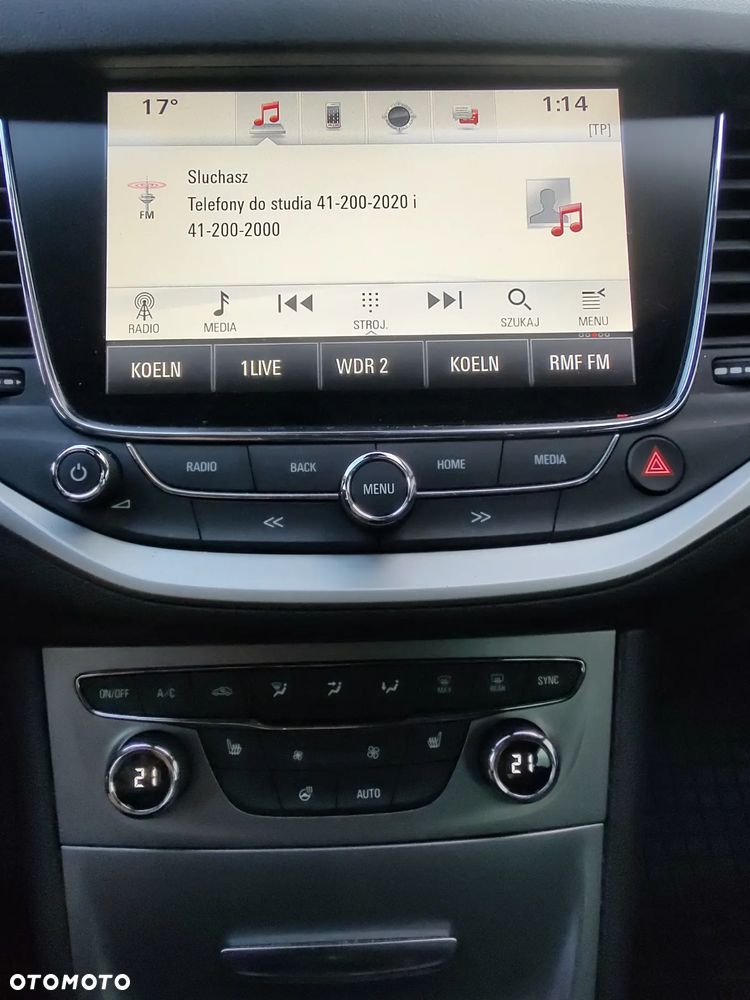 17°
1:14
[TP]
Sluchasz
Telefony do studia 41-200-2020 i
41-200-2000
FM
RADIO
MEDIA
STROJ.
SZUKAJ
MENU
KOELN
1LIVE
WDR 2
KOELN
RMF FM
RADIO
BACK
MENU
HOME
MEDIA
ON/OFF
A/C
MAX
REAR
SYNC
21
21
AUTO
OTOMOTO